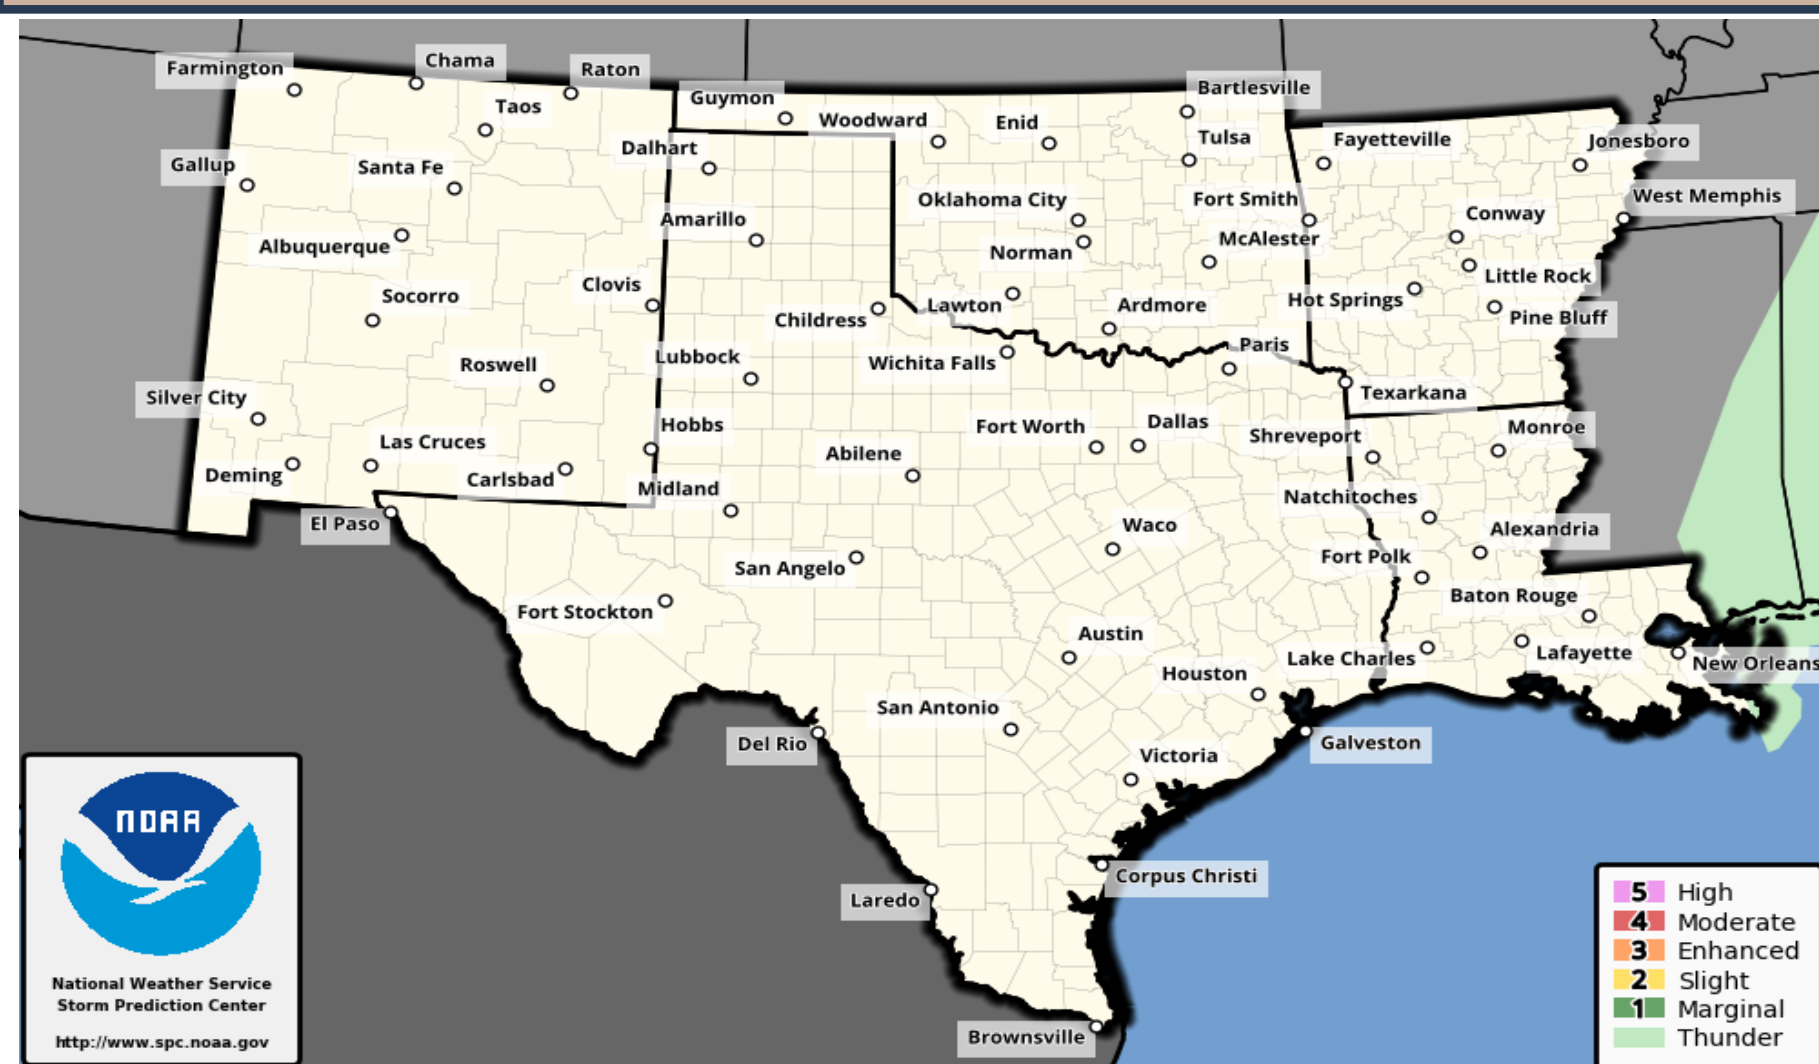 Farmington
Chama
Raton
Taos
Guymon
Woodward
Enid
Bartlesville
Tulsa
Fayetteville
Jonesboro
Gallup
Santa Fe
Dalhart
Oklahoma City
Fort Smith
West Memphis
Amarillo
Conway
Albuquerque
Norman
McAlester
Socorro
Clovis
Little Rock
Childress
Lawton
Ardmore
Hot Springs
Pine Bluff
Roswell
Lubbock
Wichita Falls
Paris
Silver City
Texarkana
Las Cruces
Hobbs
Fort Worth
Dallas
Shreveport
Monroe
Deming
Carlsbad
Midland
Abilene
Natchitoches
El Paso
Waco
Alexandria
San Angelo
Fort Polk
Fort Stockton
Baton Rouge
Austin
Lake Charles
Lafayette
New Orleans
Houston
San Antonio
Del Rio
Galveston
Victoria
Corpus Christi
Laredo
Brownsville
NOAA
National Weather Service
Storm Prediction Center
http://www.spc.noaa.gov
5 High
4 Moderate
3 Enhanced
2 Slight
1 Marginal
Thunder